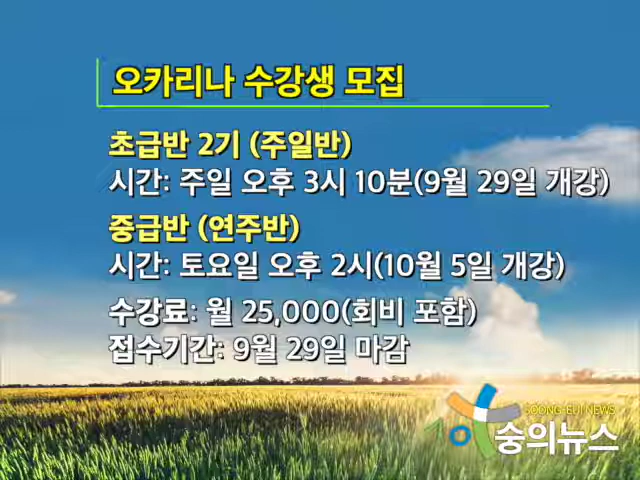 오카리나 수강생 모집
초급반 2기 (주일반)
시간: 주일 오후 3시 10분(9월 29일 개강)
중급반 (연주반)
시간: 토요일 오후 2시(10월 5일 개강)
수강료: 월 25,000(회비 포함)
접수기간: 9월 29일 마감
SOONG-EUI NEWS
숭의뉴스